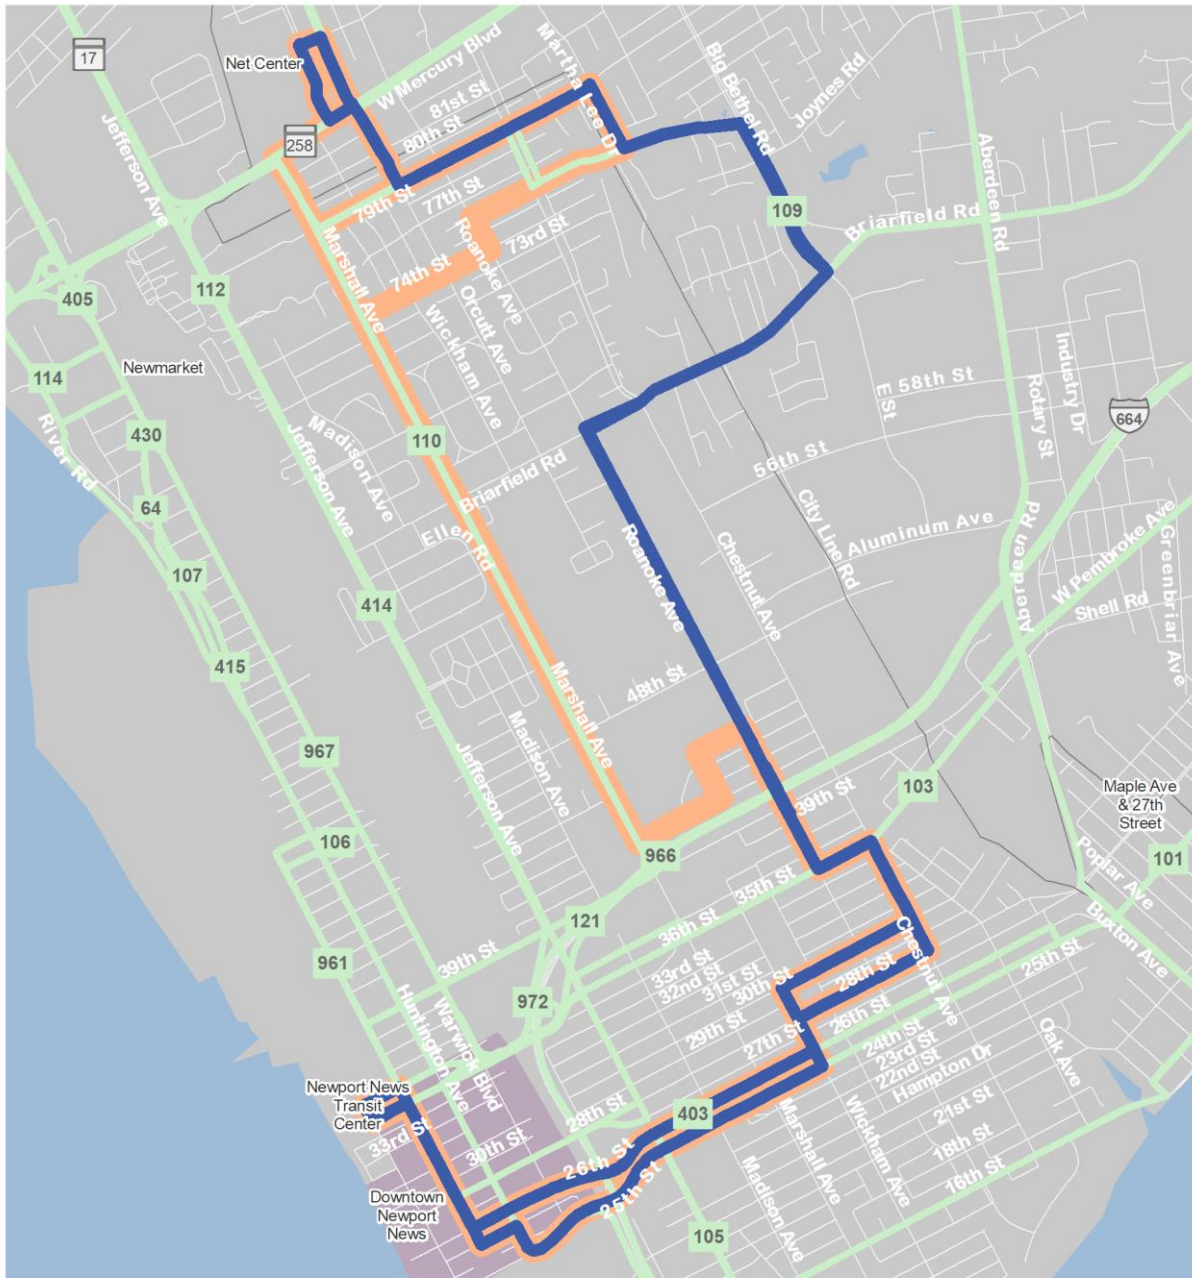 17
Net Center
W Mercury Blvd
Martha Lee Dr
Big Bethel Rd
Joynes Rd
81st St
80th St
258
Jefferson Ave
Aberdeen Rd
79th St
77th St
109
Briarfield Rd
Roanoke Ave
73rd St
74th St
Marshall Ave
112
405
Orcutt Ave
Wickham Ave
Newmarket
114
Industry Dr
Rotary St
58th St
E St
664
Madison Ave
430
110
River Rd
Jefferson Ave
Briarfield Rd
56th St
64
Ellen Rd
City Line Rd
Aluminum Ave
Aberdeen Rd
W Pembroke Ave
Greenbriar Ave
Roanoke Ave
Chestnut Ave
107
414
Shell Rd
415
48th St
Marshall Ave
Madison Ave
967
Jefferson Ave
39th St
103
Maple Ave
& 27th
Street
106
966
101
Poplar Ave
35th St
121
36th St
Chestnut Ave
Buxton Ave
39th St
961
33rd St
32nd St
31st St
30th St
28th St
25th St
972
Huntington Ave
Warwick Blvd
29th St
27th St
26th St
24th St
23rd St
22nd St
Hampton Dr
Oak Ave
Newport News
Transit
Center
33rd St
28th St
403
Marshall Ave
Wickham Ave
21st St
18th St
16th St
30th St
26th St
25th St
Madison Ave
Downtown
Newport
News
105